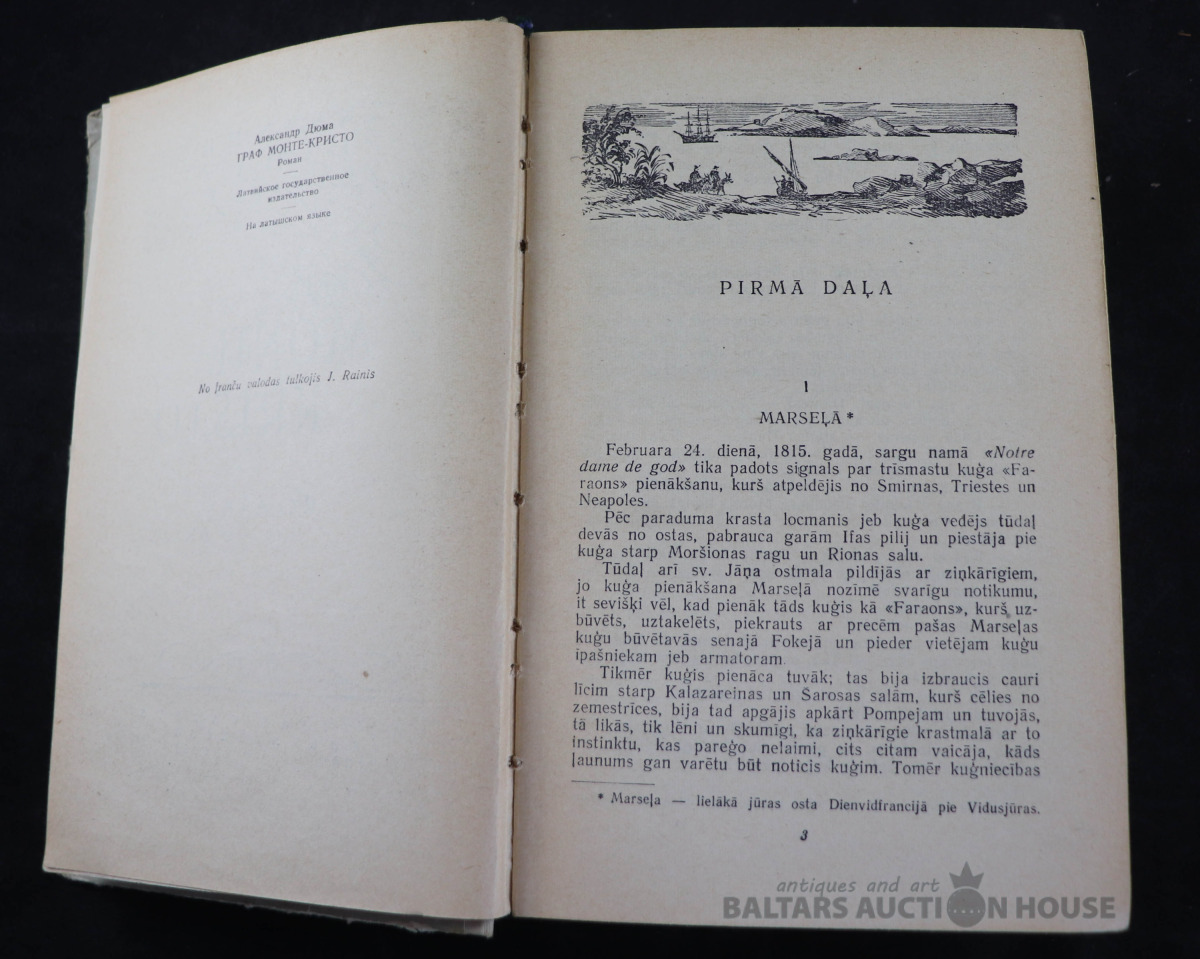 Александр Дюма
ГРАФ МОНТЕ-КРИСТО
Роман
Латвийское государственное
издательство
На латышском языке
No franču valodas tulkojis J. Rainis
PIRMĀ DAĻA
I
MARSEĻĀ*
Februara 24. dienā, 1815. gadā, sargu namā «Notre
dame de god» tika padots signals par trīsmastu kuģa «Fa-
raons» pienākšanu, kurš atpeldējis no Smirnas, Triestes un
Neapoles.
Pēc paraduma krasta locmanis jeb kuģa vedējs tūdaļ
devās no ostas, pabrauca garām Ifas pilij un piestāja pie
kuģa starp Moršionas ragu un Rionas salu.
Tūdaļ arī sv. Jāņa ostmala pildījās ar ziņkārīgiem,
jo kuģa pienākšana Marseļā nozīmē svarīgu notikumu,
it sevišķi vēl, kad pienāk tāds kuģis kā «Faraons», kurš uz-
būvēts, uztakelēts, piekrauts ar precēm pašas Marseļas
kuģu būvētavās senajā Fokejā un pieder vietējam kuģu
īpašniekam jeb armatoram.
Tikmēr kuģis pienāca tuvāk; tas bija izbraucis cauri
līcim starp Kalazareinas un Šarosas salām, kurš cēlies no
zemestrīces, bija tad apgājis apkārt Pompejam un tuvojās,
tā likās, tik lēni un skumīgi, ka ziņkārīgie krastmalā ar to
instinktu, kas pareģo nelaimi, cits citam vaicāja, kāds
ļaunums gan varētu būt noticis kuģim. Tomēr kuģniecības
* Marseļa — lielākā jūras osta Dienvidfrancijā pie Vidusjūras.
3
antiques and art
BALTARS AUCTION HOUSE